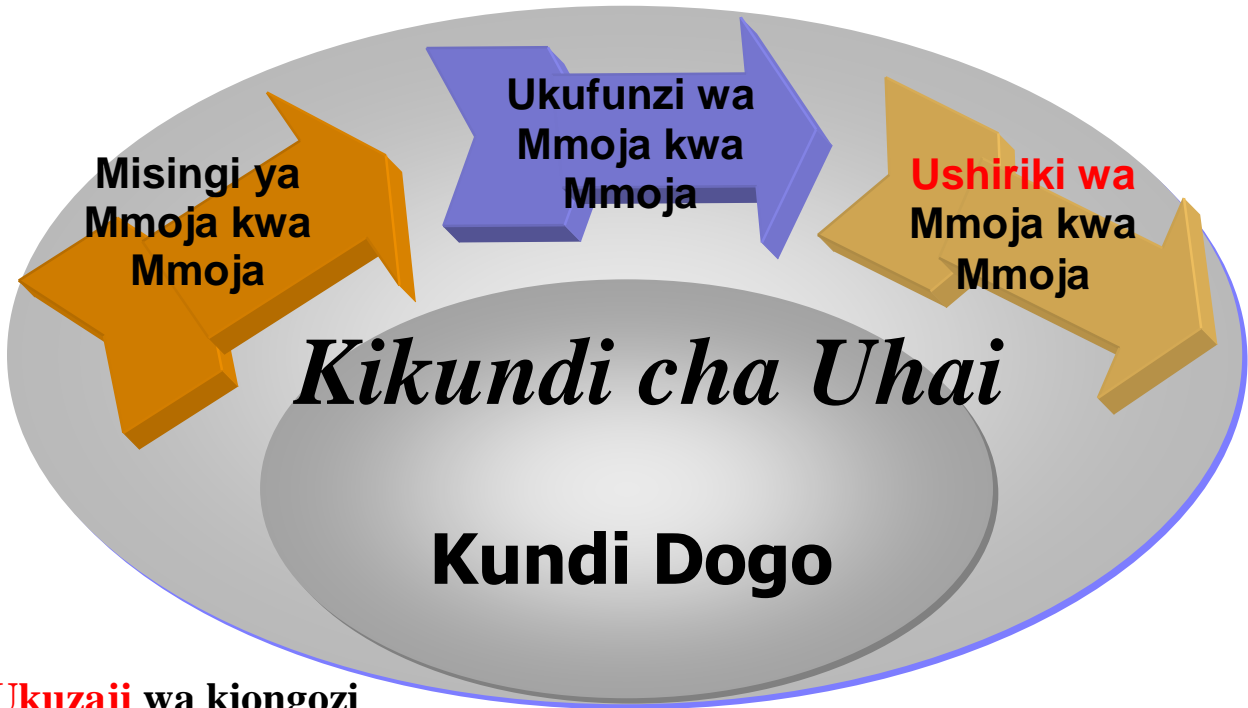 Misingi ya
Mmoja kwa
Mmoja
Ukufunzi wa
Mmoja kwa
Mmoja
Ushiriki wa
Mmoja kwa
Mmoja
Kikundi cha Uhai
Kundi Dogo
Ukuzaji wa kiongozi